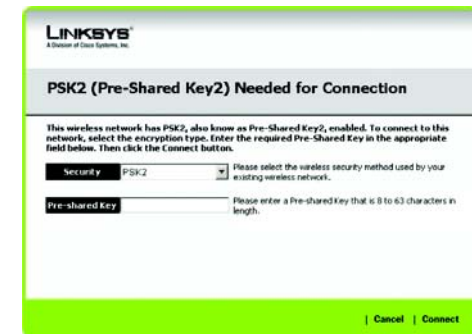 LINKSYS®
A Division of Cisco Systems, Inc.
PSK2 (Pre-Shared Key2) Needed for Connection
This wireless network has PSK2, also know as Pre-Shared Key2, enabled. To connect to this
network, select the encryption type. Enter the required Pre-Shared Key in the appropriate
field below. Then click the Connect button.
Security PSK2 Please select the wireless security method used by your
existing wireless network.
Pre-shared Key Please enter a Pre-shared Key that is 8 to 63 characters in
length.
| Cancel | Connect